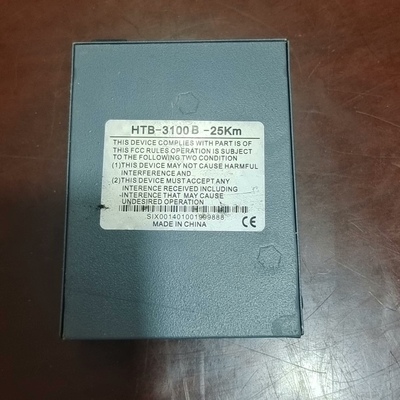 HTB-3100B-25Km
THIS DEVICE COMPLIES WITH PART IS OF
THIS FCC RULES OPERATION IS SUBJECT
TO THE FOLLOWING TWO CONDITION
(1)THIS DEVICE MAY NOT CAUSE HARMFUL
INTERFERENCE AND
(2)THIS DEVICE MUST ACCEPT ANY
INTERENCE RECEIVED INCLUDING
INTERENCE THAT MAY CAUSE
UNDESIRED OPERATION
SIX001401001999888
MADE IN CHINA CE